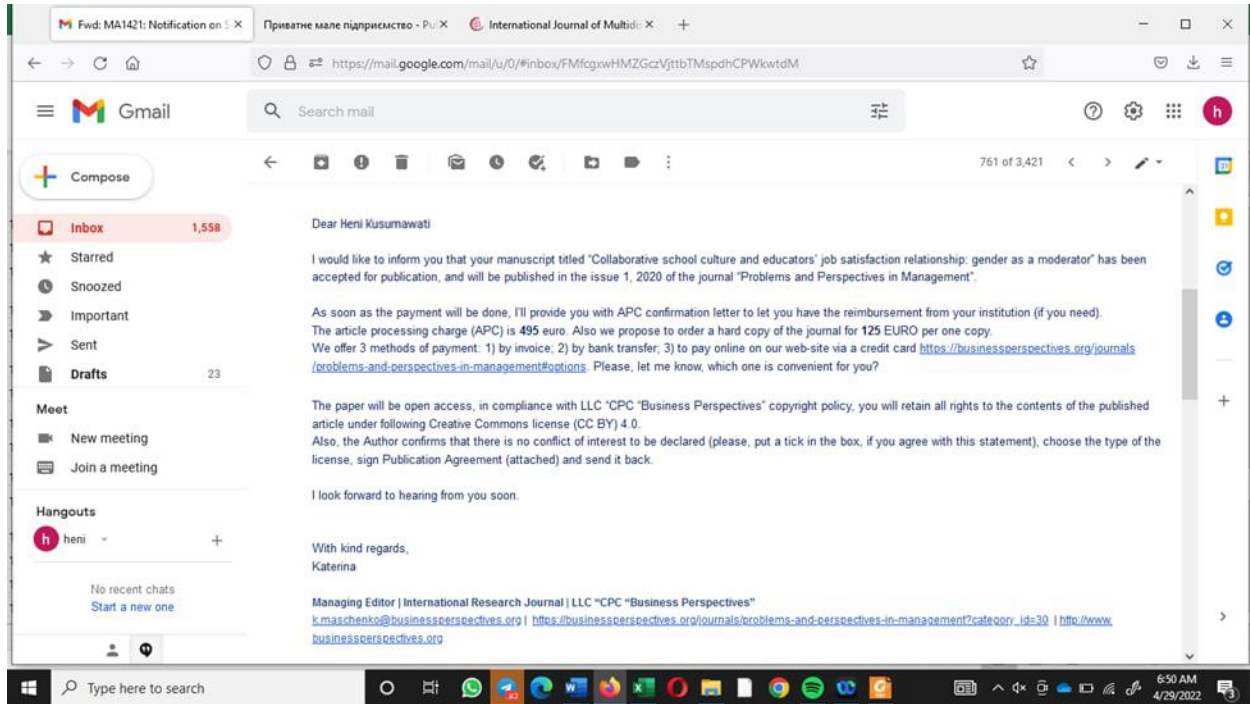 Fwd: MA1421: Notification on S
Приватне мале підприємство - Pu
International Journal of Multidi
https://mail.google.com/mail/u/0/#inbox/FMfcgxwHMZGczVjttbTMspdhCPWkwtdM
Gmail
Search mail
h
Compose
761 of 3,421
Inbox 1,558
Starred
Snoozed
Important
Sent
Drafts 23
Meet
New meeting
Join a meeting
Hangouts
h heni
No recent chats
Start a new one
Dear Heni Kusumawati
I would like to inform you that your manuscript titled "Collaborative school culture and educators' job satisfaction relationship: gender as a moderator" has been
accepted for publication, and will be published in the issue 1, 2020 of the journal "Problems and Perspectives in Management".
As soon as the payment will be done, I'll provide you with APC confirmation letter to let you have the reimbursement from your institution (if you need).
The article processing charge (APC) is 495 euro. Also we propose to order a hard copy of the journal for 125 EURO per one copy.
We offer 3 methods of payment: 1) by invoice; 2) by bank transfer; 3) to pay online on our web-site via a credit card https://businessperspectives.org/journals
/problems-and-perspectives-in-management#options. Please, let me know, which one is convenient for you?
The paper will be open access, in compliance with LLC "CPC "Business Perspectives" copyright policy, you will retain all rights to the contents of the published
article under following Creative Commons license (CC BY) 4.0.
Also, the Author confirms that there is no conflict of interest to be declared (please, put a tick in the box, if you agree with this statement), choose the type of the
license, sign Publication Agreement (attached) and send it back.
I look forward to hearing from you soon.
With kind regards,
Katerina
Managing Editor | International Research Journal | LLC "CPC "Business Perspectives"
k.maschenko@businessperspectives.org | https://businessperspectives.org/journals/problems-and-perspectives-in-management?category_id=30 | http://www.
businessperspectives.org
Type here to search
6:50 AM
4/29/2022